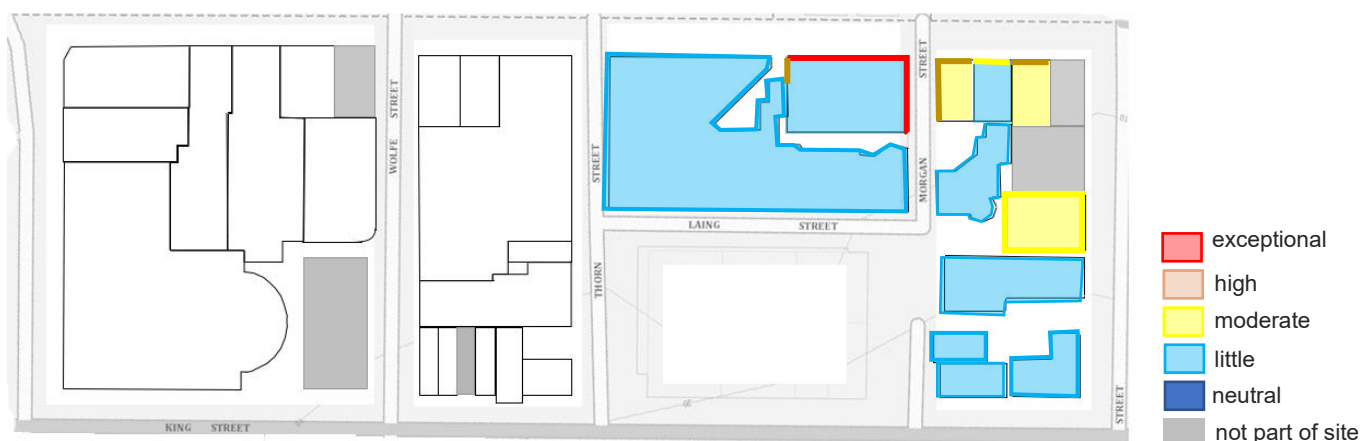 WOLFE STREET
THORN STREET
MORGAN STREET
LAING STREET
KING STREET
STREET
exceptional
high
moderate
little
neutral
not part of site